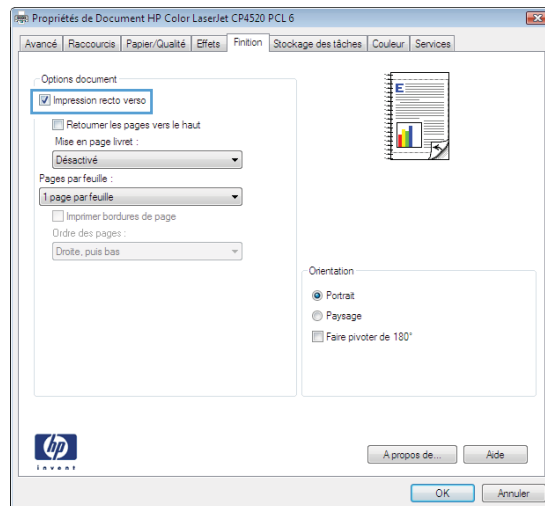 Propriétés de Document HP Color LaserJet CP4520 PCL 6
Avancé Raccourcis Papier/Qualité Effets Finition Stockage des tâches Couleur Services
Options document
Impression recto verso
Retourner les pages vers le haut
Mise en page livret :
Désactivé
Pages par feuille :
1 page par feuille
Imprimer bordures de page
Ordre des pages :
Droite, puis bas
E
Orientation
Portrait
Paysage
Faire pivoter de 180°
hp
invent
A propos de... Aide
OK Annuler